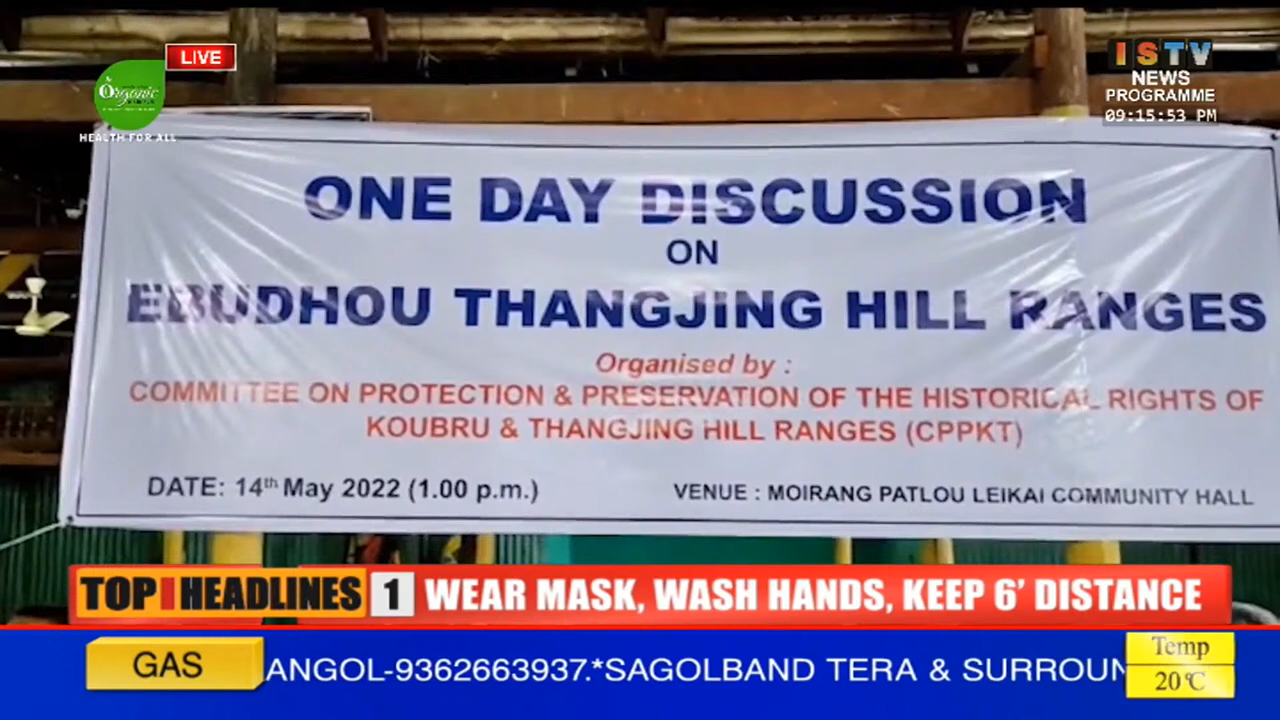 LIVE
Organic
HEALTH FOR ALL
ISTV
NEWS
PROGRAMME
09:15:53 PM
ONE DAY DISCUSSION
ON
EBUDHOU THANGJING HILL RANGES
Organised by :
COMMITTEE ON PROTECTION & PRESERVATION OF THE HISTORICAL RIGHTS OF
KOUBRU & THANGJING HILL RANGES (CPPKT)
DATE: 14th May 2022 (1.00 p.m.)
VENUE : MOIRANG PATLOU LEIKAI COMMUNITY HALL
TOP HEADLINES 1 WEAR MASK, WASH HANDS, KEEP 6' DISTANCE
GAS ANGOL-9362663937.*SAGOLBAND TERA & SURROUN
Temp
20°C